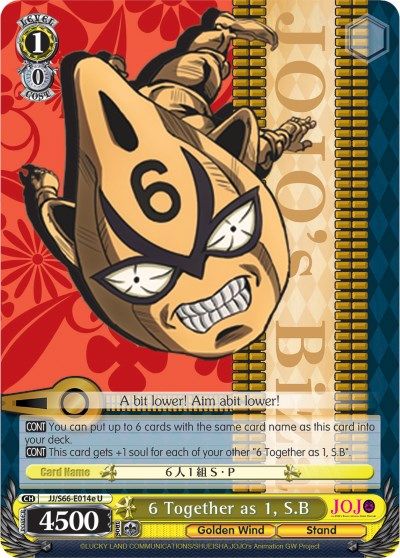 LEVEL
1
0
COST
JOJO's Biz
6
A bit lower! Aim abit lower!
CONT You can put up to 6 cards with the same card name as this card into
your deck.
CONT This card gets +1 soul for each of your other "6 Together as 1, S.B".
Card Name
6人1組 S・P
CD
JJ/S66-E014e U
POWER
4500
6 Together as 1, S.B
JOJO
Golden Wind
Stand
©LUCKY LAND COMMUNICATIONS/SHUEISHA,JOJO's Animation GW Project